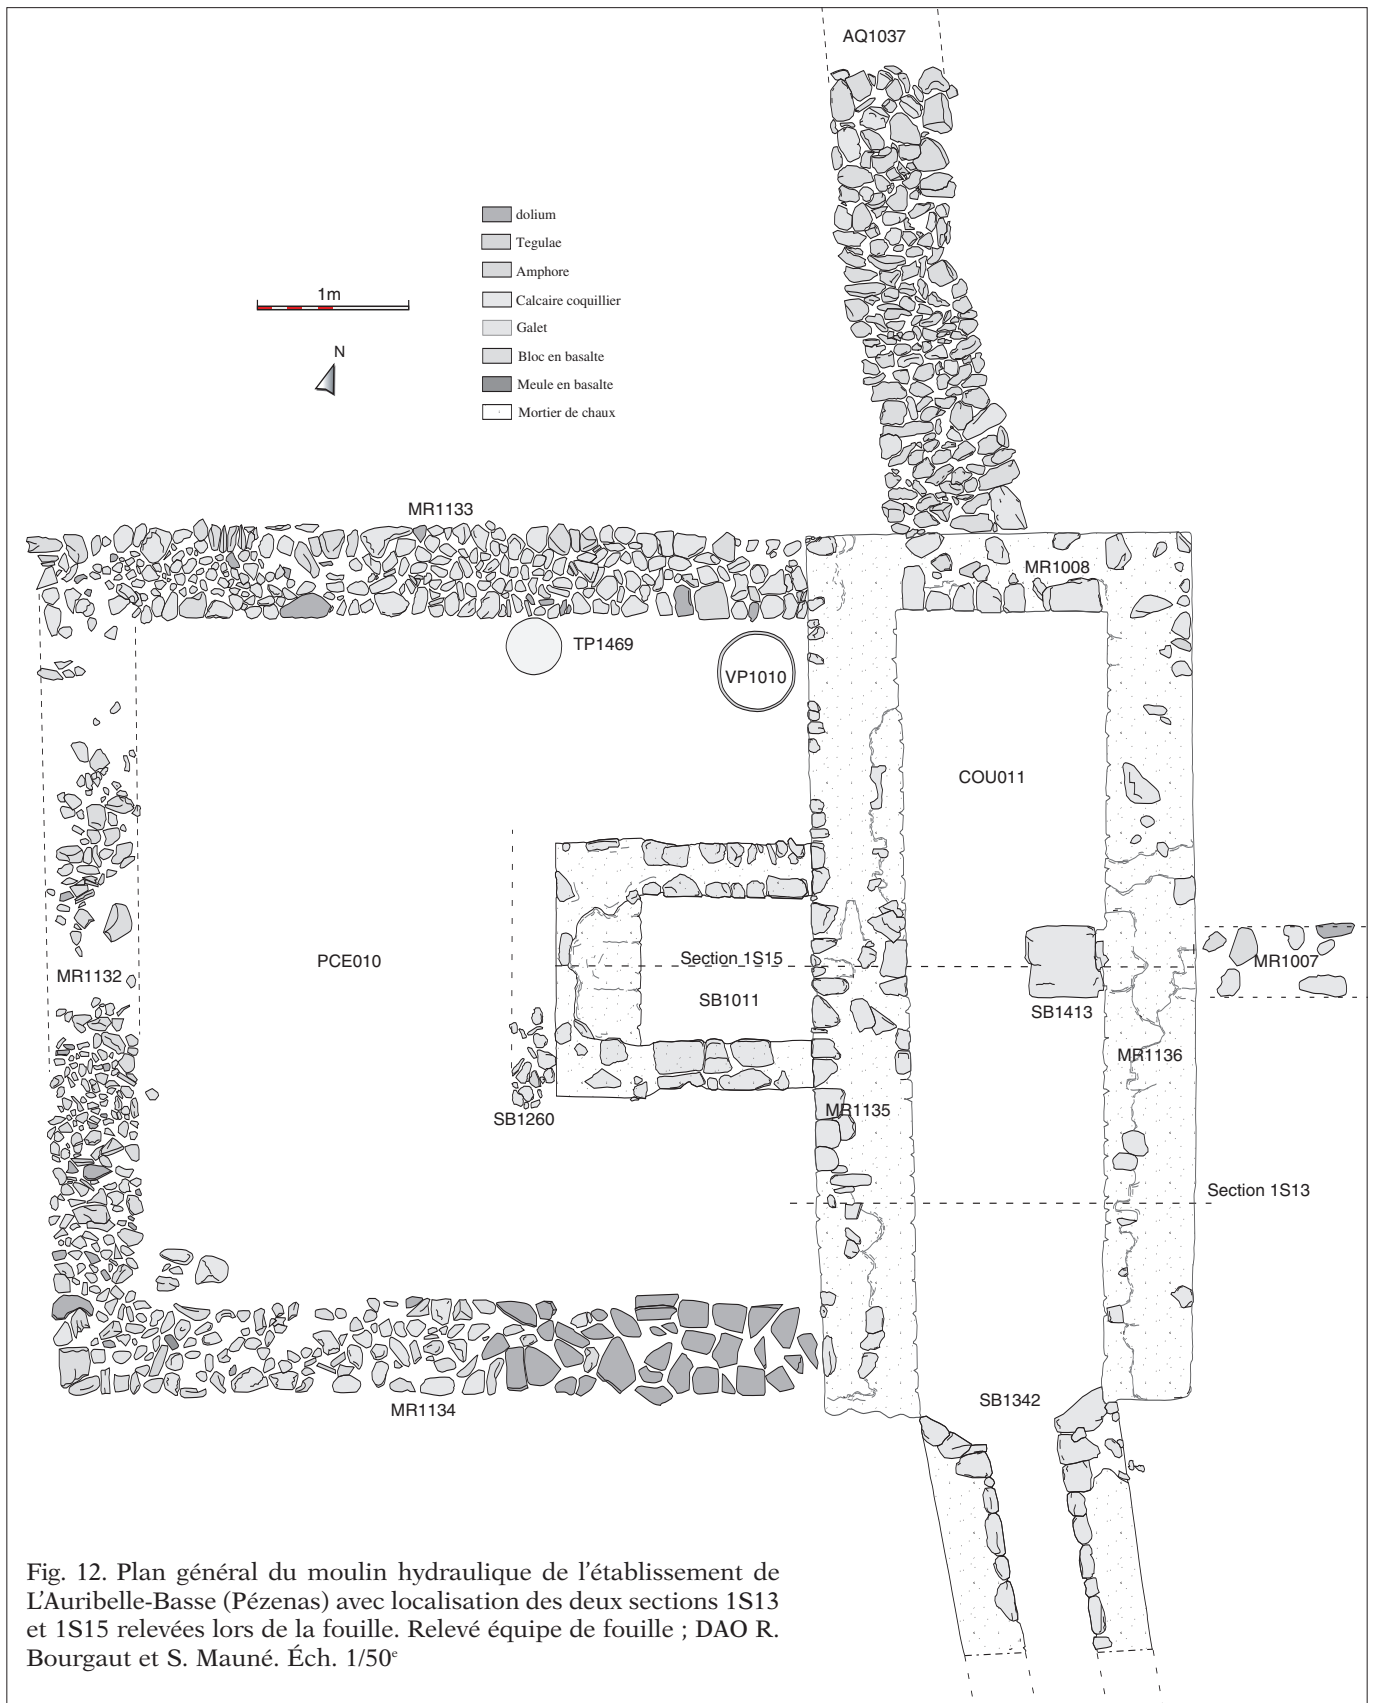 AQ1037
dolium
Tegulae
Amphore
Calcaire coquillier
Galet
Bloc en basalte
Meule en basalte
Mortier de chaux
1m
N
MR1133
MR1008
TP1469
VP1010
COU011
PCE010
Section 1S15
MR1007
MR1132
SB1011
SB1413
MR1136
SB1260
MR1135
Section 1S13
SB1342
MR1134
Fig. 12. Plan général du moulin hydraulique de l'établissement de
L'Auribelle-Basse (Pézenas) avec localisation des deux sections 1S13
et 1S15 relevées lors de la fouille. Relevé équipe de fouille ; DAO R.
Bourgaut et S. Mauné. Éch. 1/50e